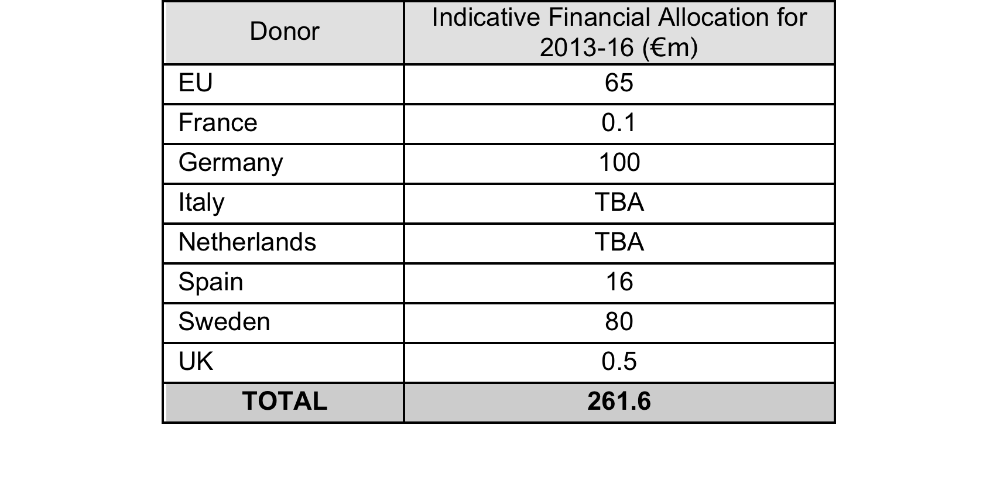 Donor
Indicative Financial Allocation for
2013-16 (€m)
EU 65
France 0.1
Germany 100
Italy TBA
Netherlands TBA
Spain 16
Sweden 80
UK 0.5
TOTAL 261.6